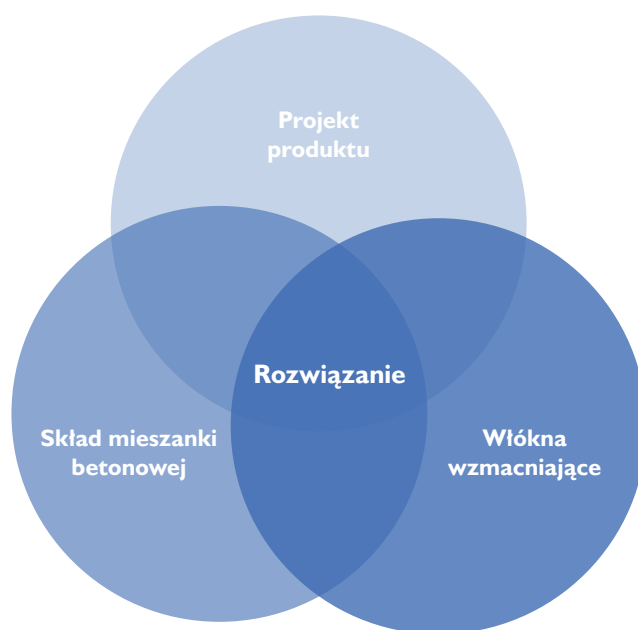 Projekt
produktu
Rozwiązanie
Skład mieszanki
betonowej
Włókna
wzmacniające